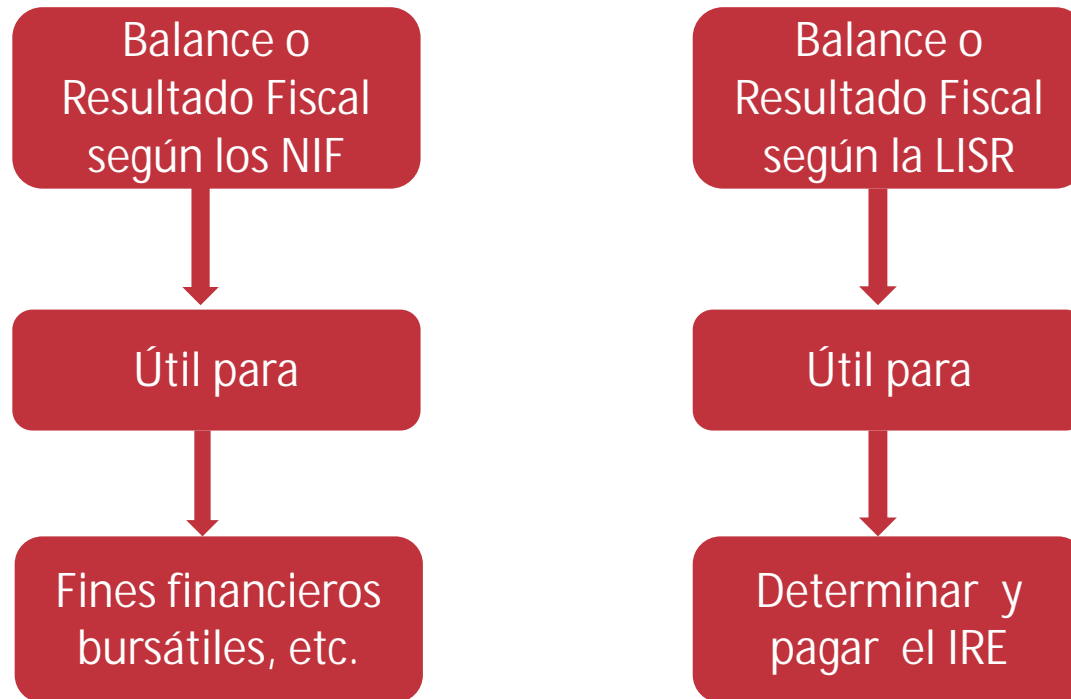 Balance o
Resultado Fiscal
según los NIF
Útil para
Fines financieros
bursátiles, etc.
Balance o
Resultado Fiscal
según la LISR
Útil para
Determinar y
pagar el IRE